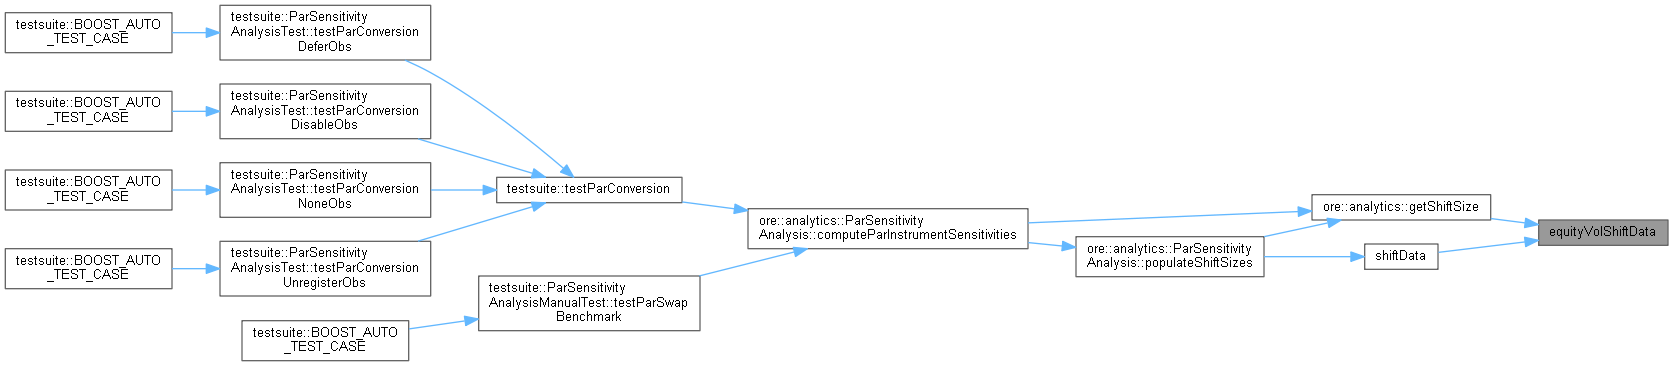 testsuite::BOOST_AUTO
_TEST_CASE
testsuite::ParSensitivity
AnalysisTest::testParConversion
DeferObs
testsuite::BOOST_AUTO
_TEST_CASE
testsuite::ParSensitivity
AnalysisTest::testParConversion
DisableObs
testsuite::BOOST_AUTO
_TEST_CASE
testsuite::ParSensitivity
AnalysisTest::testParConversion
NoneObs
testsuite::BOOST_AUTO
_TEST_CASE
testsuite::ParSensitivity
AnalysisTest::testParConversion
UnregisterObs
testsuite::BOOST_AUTO
_TEST_CASE
testsuite::testParConversion
testsuite::ParSensitivity
AnalysisManualTest::testParSwap
Benchmark
ore::analytics::ParSensitivity
Analysis::computeParInstrumentSensitivities
ore::analytics::getShiftSize
ore::analytics::ParSensitivity
Analysis::populateShiftSizes
shiftData
equityVolShiftData